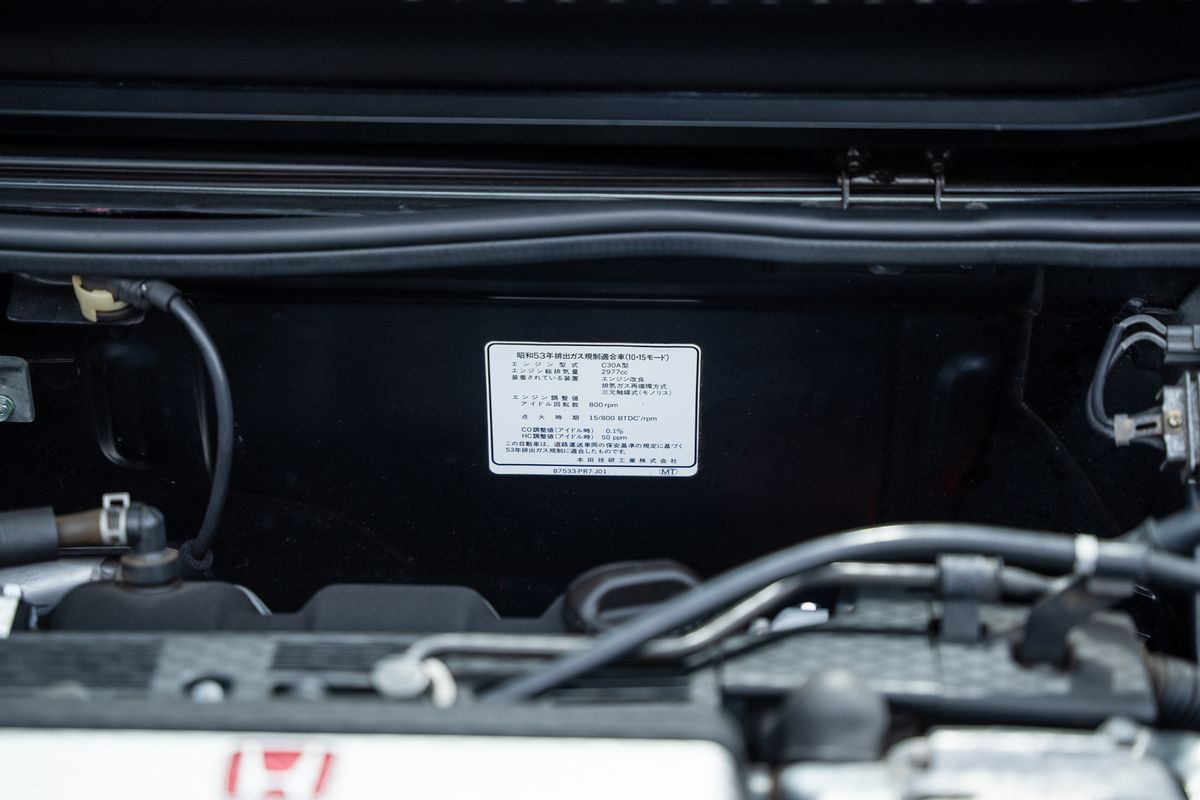 昭和53年排出ガス規制適合車(10・15モード)
エンジン型式 C30A型
エンジン総排気量 2977cc
装着されている装置 エンジン改良
排気ガス再循環方式
三元触媒式(モノリス)
エンジン調整値
アイドル回転数 800rpm
点火時期 15/800 BTDC°/rpm
CO調整値(アイドル時) 0.1%
HC調整値(アイドル時) 50 ppm
この自動車は、道路運送車両の保安基準の規定に基づく
53年排出ガス規制に適合したものです。
本田技研工業株式会社
87533-PR7-J01 MT